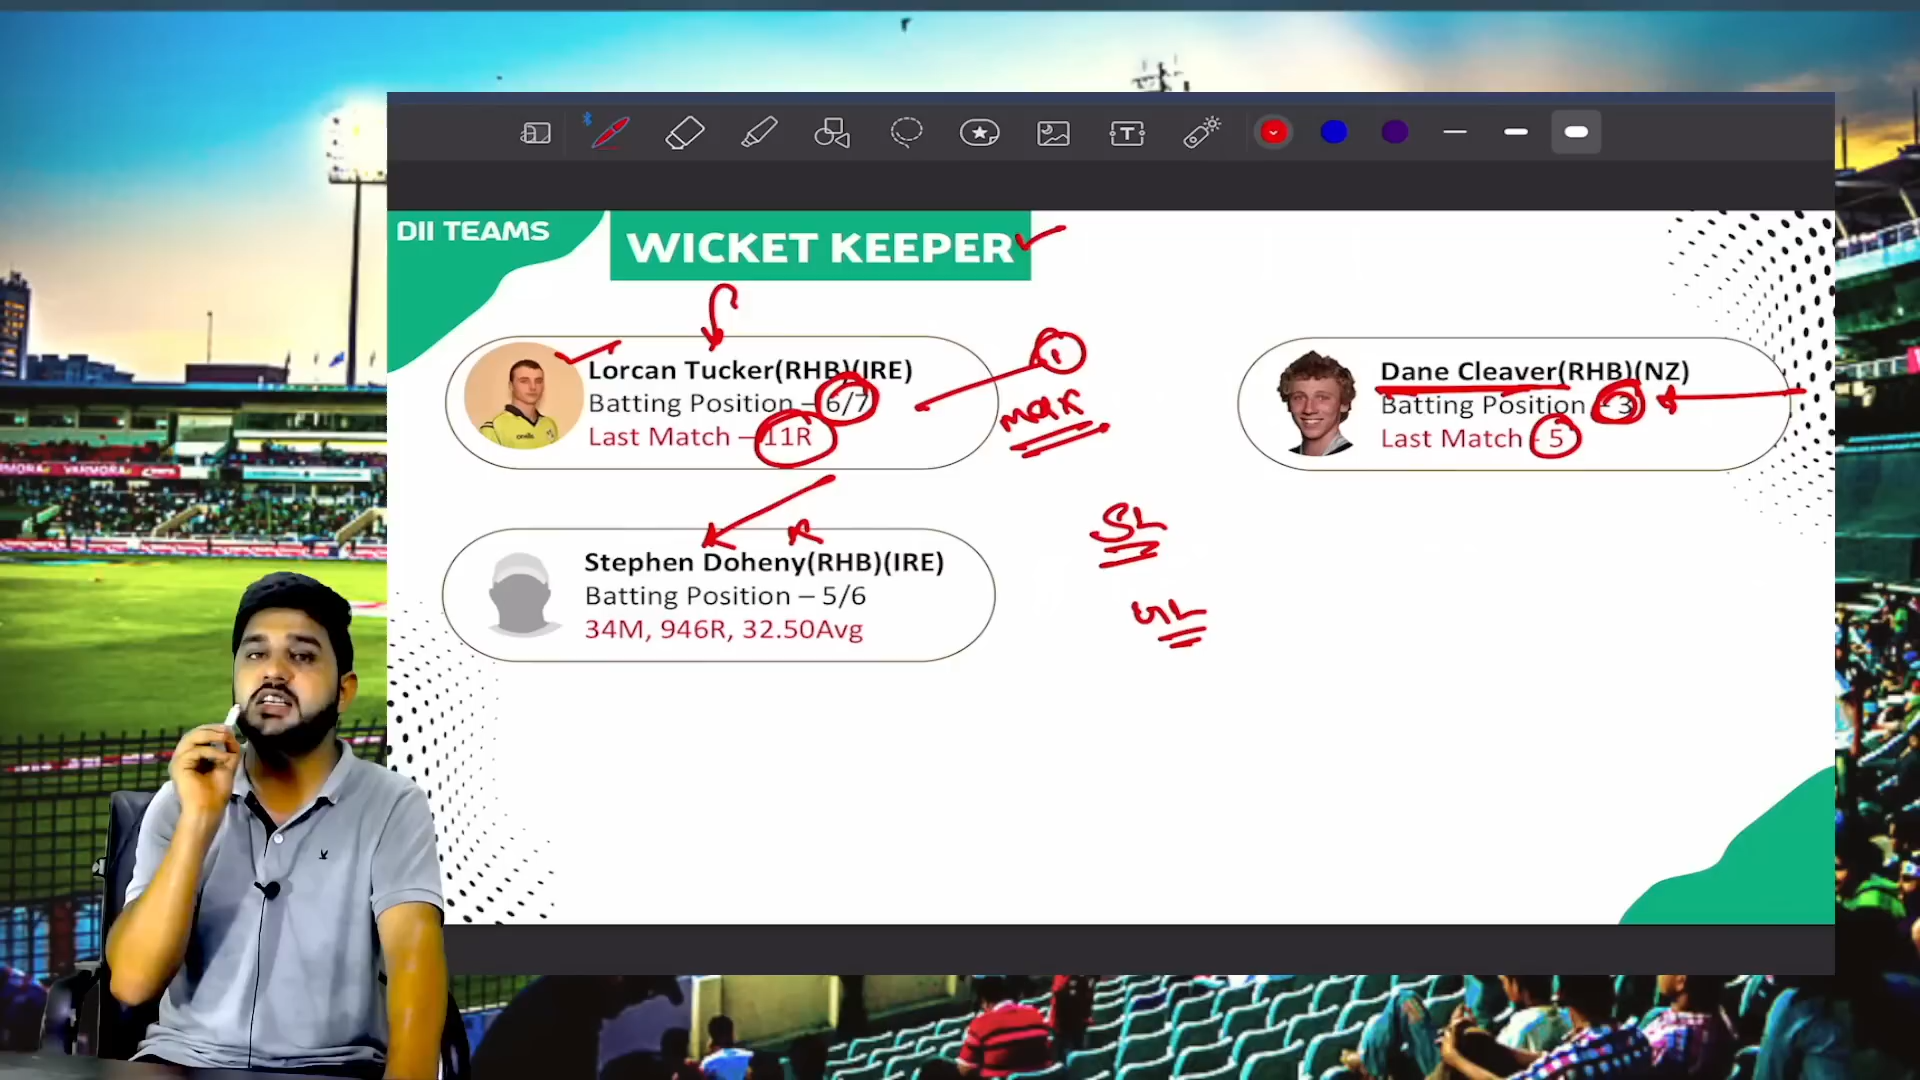 DII TEAMS
WICKET KEEPER
Lorcan Tucker(RHB)(IRE)
Batting Position – 6/7
Last Match – 11R
1
max
Dane Cleaver(RHB)(NZ)
Batting Position - 3
Last Match - 5
SL
GL
Stephen Doheny(RHB)(IRE)
Batting Position – 5/6
34M, 946R, 32.50Avg
VARMORA
T